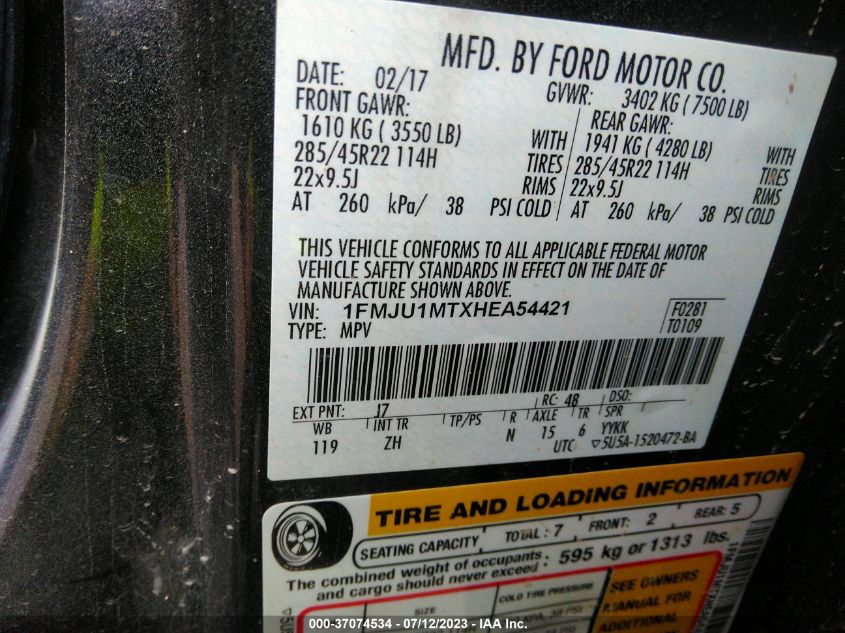 MFD. BY FORD MOTOR CO.
DATE: 02/17
GVWR: 3402 KG ( 7500 LB)
FRONT GAWR:
1610 KG ( 3550 LB) WITH
285/45R22 114H TIRES
22x9.5J RIMS
AT 260 kPa/ 38 PSI COLD
REAR GAWR:
1941 KG ( 4280 LB) WITH
285/45R22 114H TIRES
22x9.5J RIMS
AT 260 kPa/ 38 PSI COLD
THIS VEHICLE CONFORMS TO ALL APPLICABLE FEDERAL MOTOR
VEHICLE SAFETY STANDARDS IN EFFECT ON THE DATE OF
MANUFACTURE SHOWN ABOVE.
VIN: 1FMJU1MTXHEA54421
TYPE: MPV
F0281
T0109
EXT PNT: J7 RC: 48 DSO:
WB INT TR TP/PS R AXLE TR SPR
119 ZH N 15 6 YYKK
UTC ▽5U5A-1520472-BA
TIRE AND LOADING INFORMATION
SEATING CAPACITY TOTAL : 7 FRONT: 2 REAR: 5
The combined weight of occupants
and cargo should never exceed : 595 kg or 1313 lbs.
SIZE
COLD TIRE PRESSURE
SEE OWNERS
MANUAL FOR
ADDITIONAL
000-37074534 - 07/12/2023 - IAA Inc.